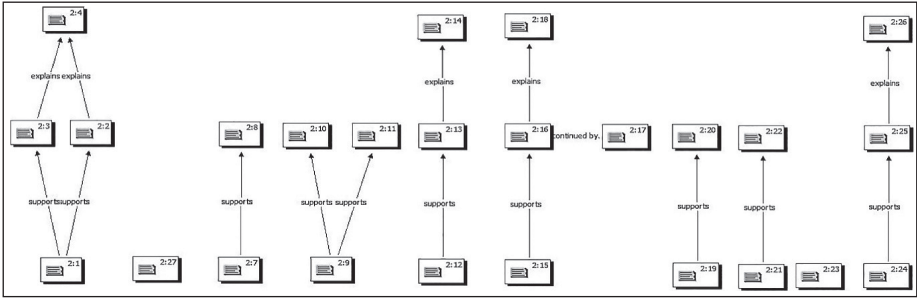 2:4
2:14
2:18
2:26
explains explains
explains
explains
explains
2:3
2:2
2:8
2:10
2:11
2:13
2:16
continued by.
2:17
2:20
2:22
2:25
supports supports
supports
supports supports
supports
supports
supports
supports
supports
2:1
2:27
2:7
2:9
2:12
2:15
2:19
2:21
2:23
2:24